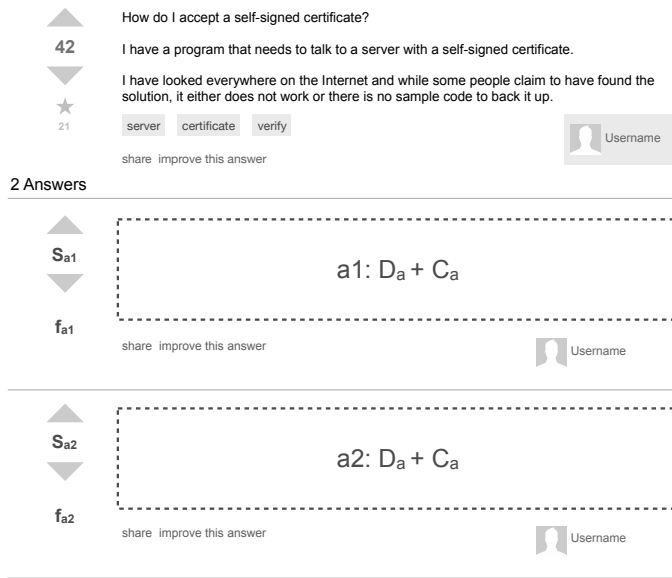 How do I accept a self-signed certificate?
42
I have a program that needs to talk to a server with a self-signed certificate.
I have looked everywhere on the Internet and while some people claim to have found the
solution, it either does not work or there is no sample code to back it up.
21
server certificate verify
Username
share improve this answer
2 Answers
Sa1
a1: Da + Ca
fa1
share improve this answer
Username
Sa2
a2: Da + Ca
fa2
share improve this answer
Username